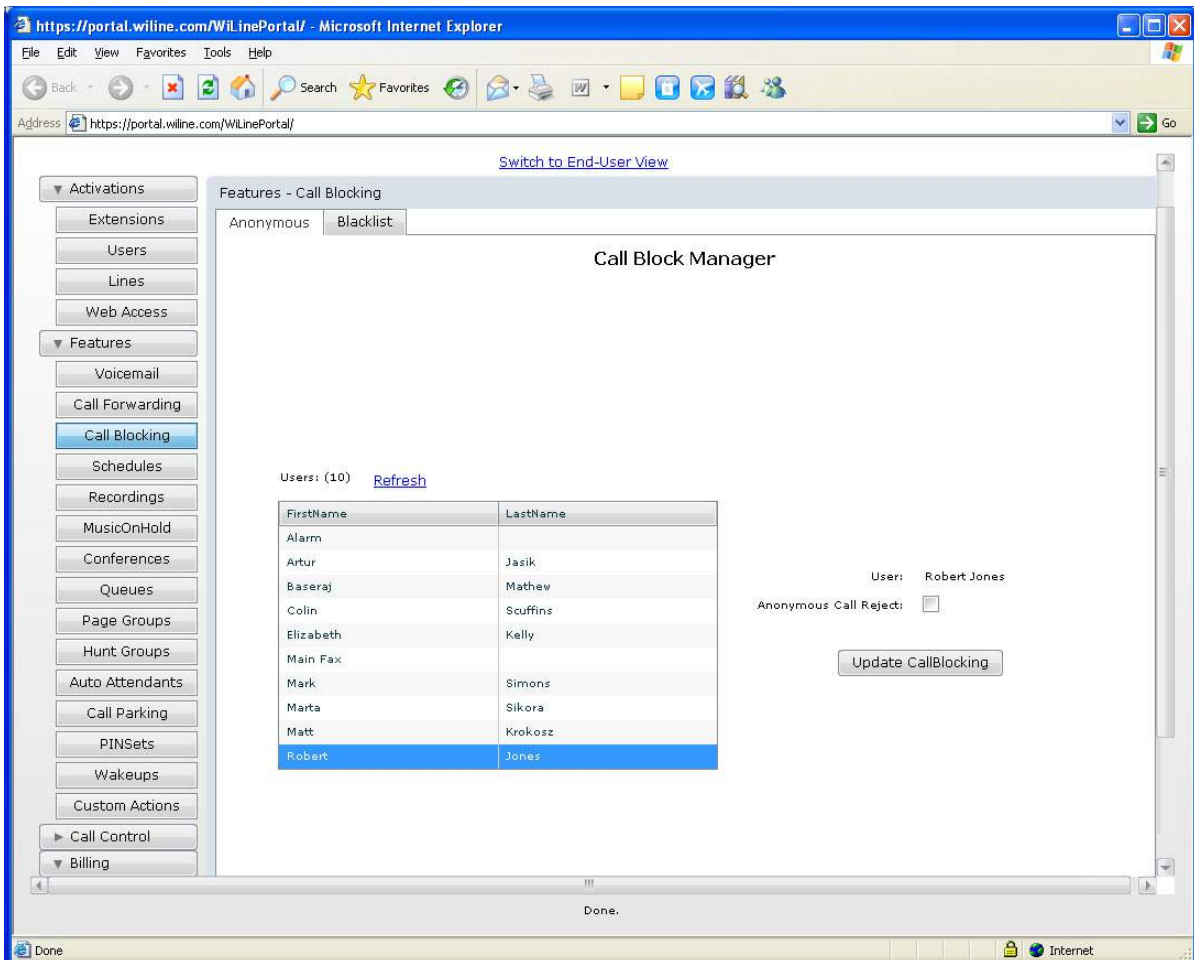 https://portal.wiline.com/WiLinePortal/ - Microsoft Internet Explorer
File Edit View Favorites Tools Help
Back Search Favorites
Address https://portal.wiline.com/WiLinePortal/ Go
Switch to End-User View
Activations
Extensions
Users
Lines
Web Access
Features
Voicemail
Call Forwarding
Call Blocking
Schedules
Recordings
MusicOnHold
Conferences
Queues
Page Groups
Hunt Groups
Auto Attendants
Call Parking
PINSets
Wakeups
Custom Actions
Call Control
Billing
Features - Call Blocking
Anonymous Blacklist
Call Block Manager
Users: (10) Refresh
FirstName LastName
Alarm
Artur Jasik
Baseraj Mathew
Colin Scuffins
Elizabeth Kelly
Main Fax
Mark Simons
Marta Sikora
Matt Krokosz
Robert Jones
User: Robert Jones
Anonymous Call Reject:
Update CallBlocking
Done.
Done Internet